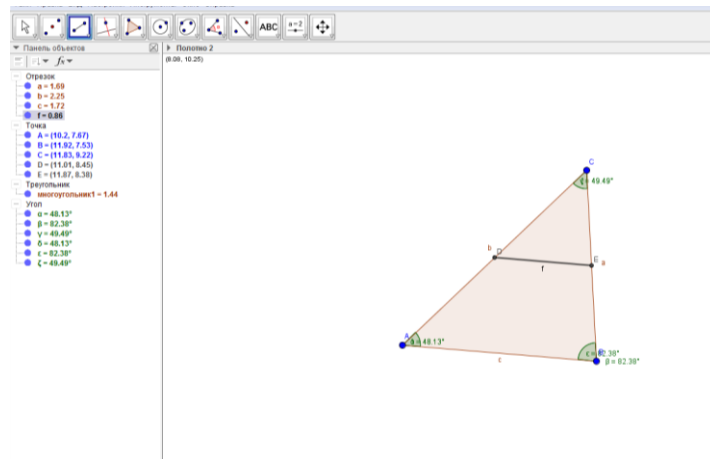 ABC
a=2
Панель объектов
Полотно 2
(8.09, 10.25)
fx
Отрезок
a = 1.69
b = 2.25
c = 1.72
f = 0.86
Точка
A = (10.2, 7.67)
B = (11.92, 7.53)
C = (11.83, 9.22)
D = (11.01, 8.45)
E = (11.87, 8.38)
Треугольник
многоугольник1 = 1.44
Угол
α = 48.13°
β = 82.38°
γ = 49.49°
δ = 48.13°
ε = 82.38°
ζ = 49.49°
C
ζ = 49.49°
b
D
E
a
f
A
48.13°
c
β = 82.38°